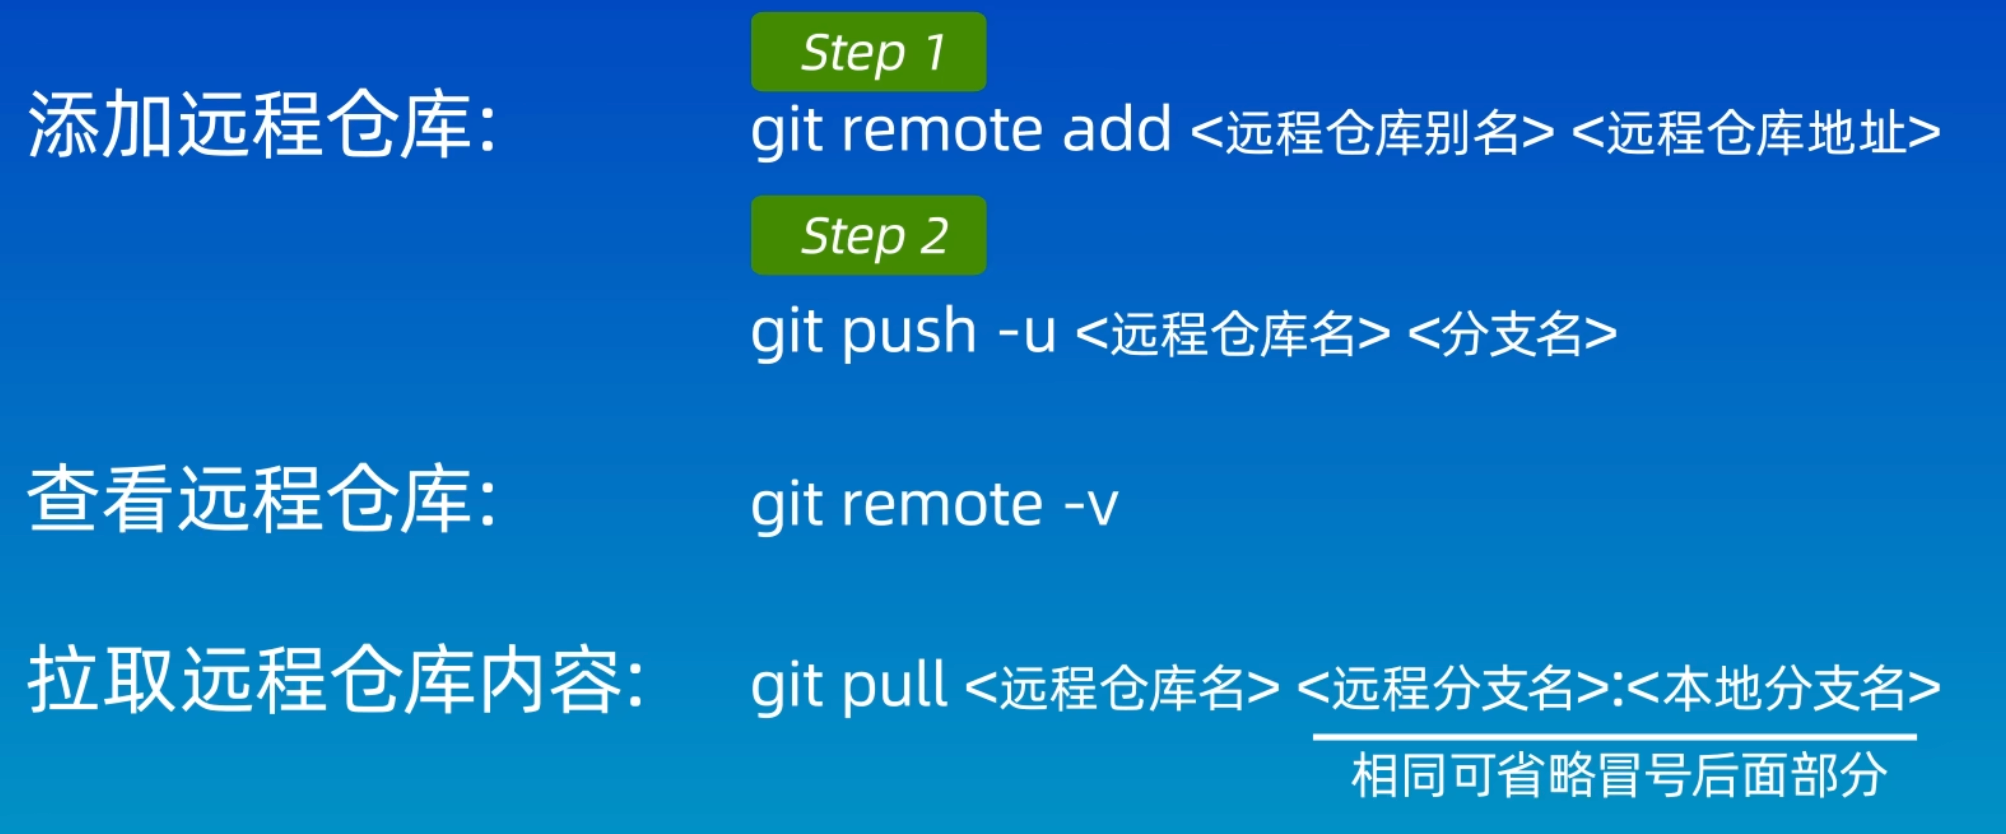 Step 1
添加远程仓库: git remote add <远程仓库别名> <远程仓库地址>
Step 2
git push -u <远程仓库名> <分支名>
查看远程仓库: git remote -v
拉取远程仓库内容: git pull <远程仓库名> <远程分支名>:<本地分支名>
相同可省略冒号后面部分